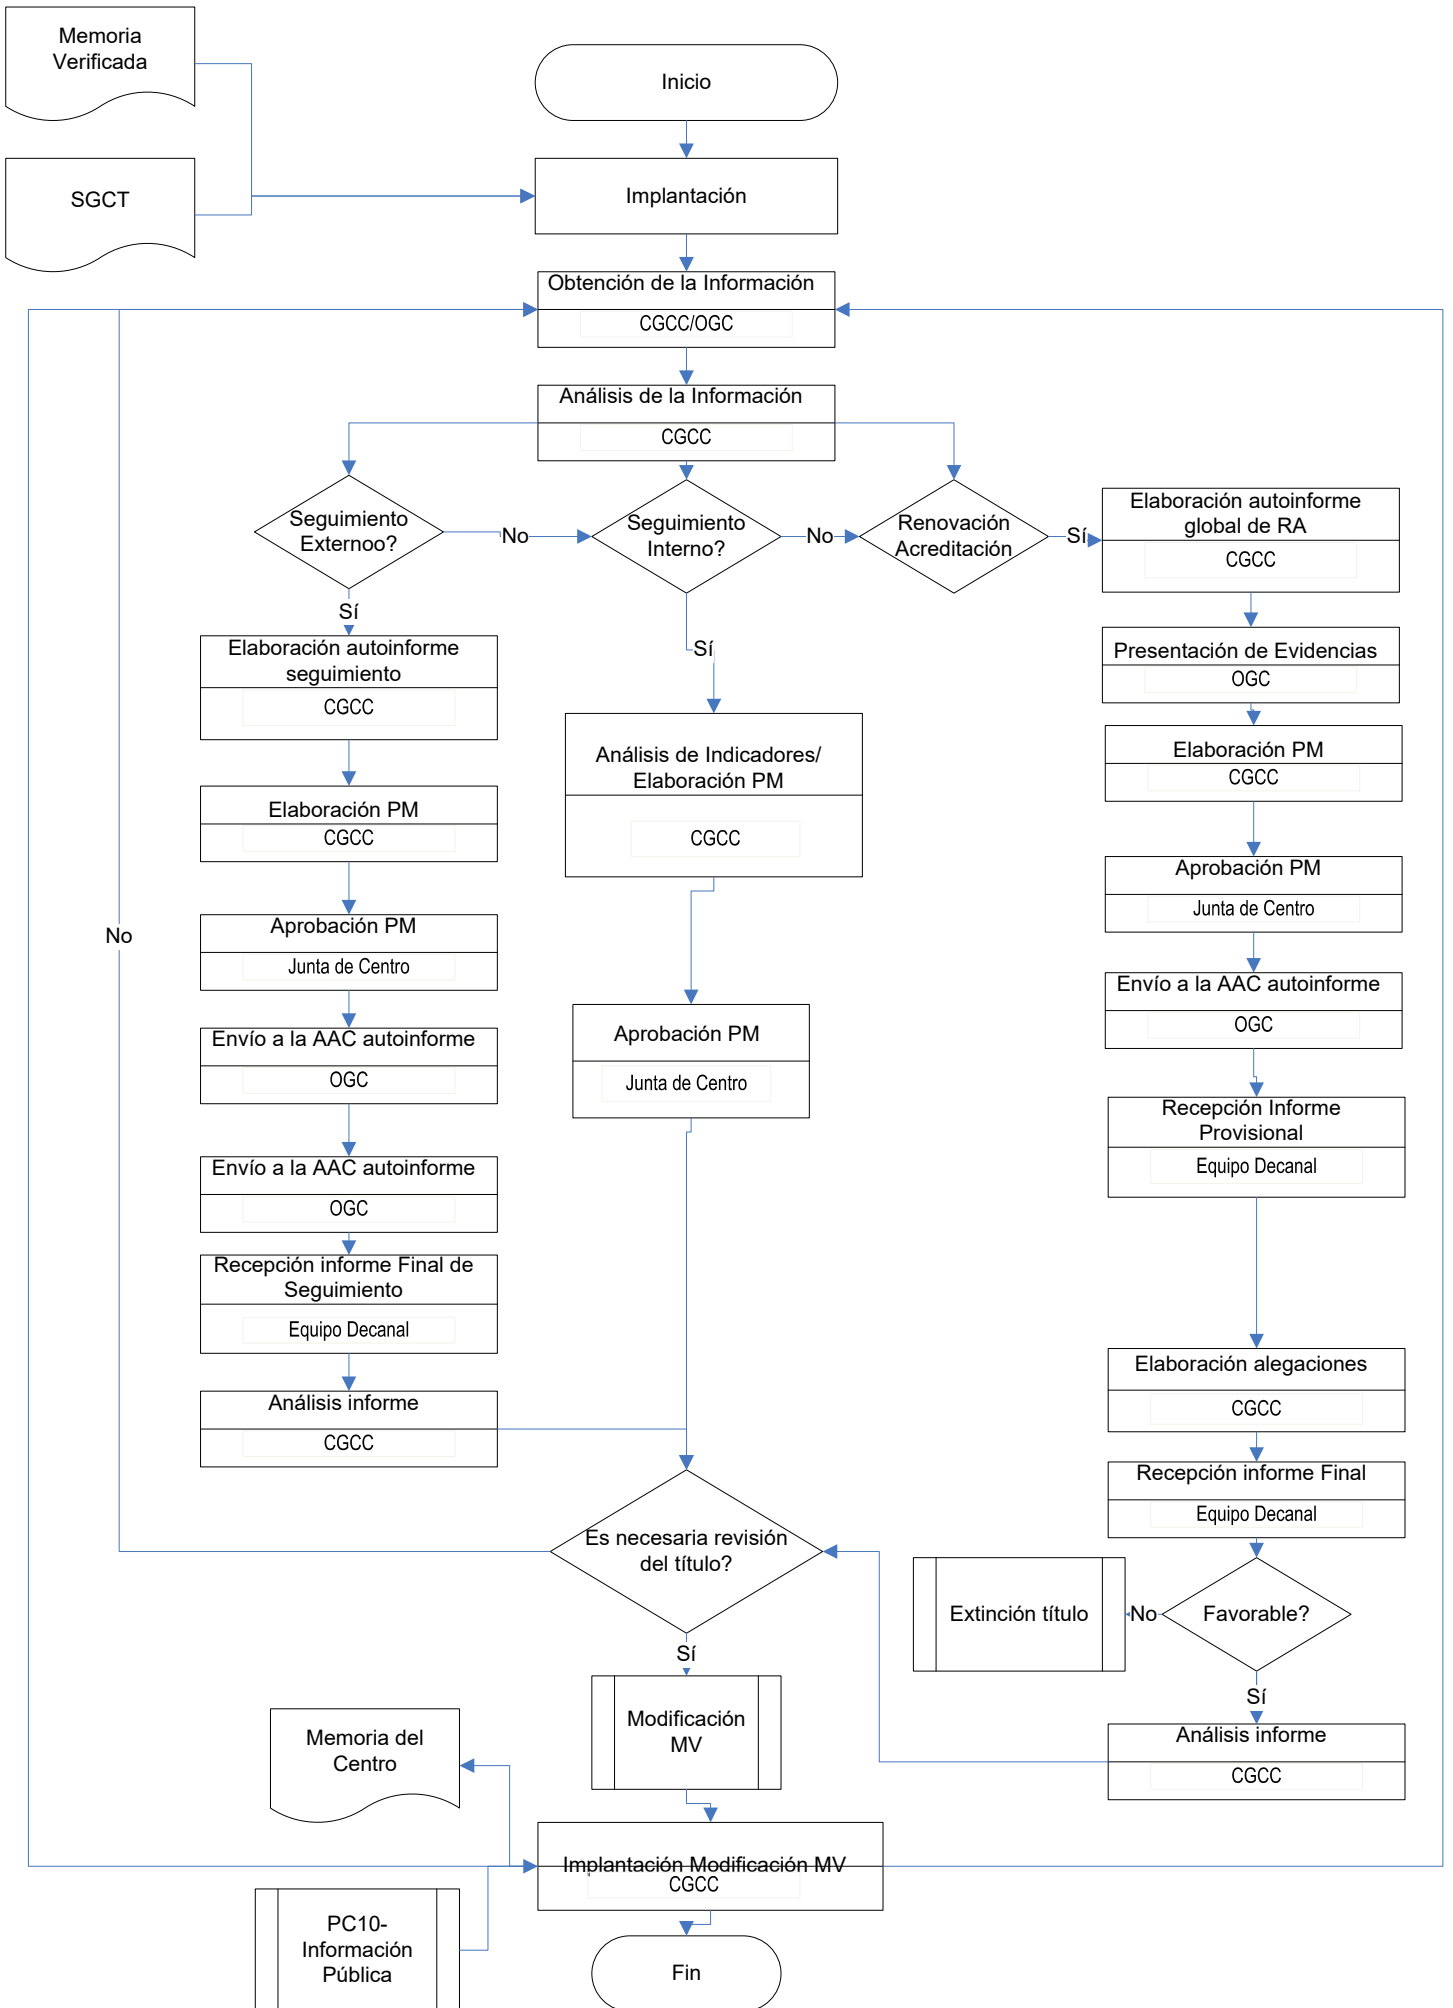 Memoria
Verificada
Inicio
SGCT
Implantación
Obtención de la Información
CGCC/OGC
Análisis de la Información
CGCC
Seguimiento
Externoo?
No
Seguimiento
Interno?
No
Renovación
Acreditación
Sí
Elaboración autoinforme
global de RA
CGCC
Sí
Elaboración autoinforme
seguimiento
CGCC
Sí
Presentación de Evidencias
OGC
Análisis de Indicadores/
Elaboración PM
CGCC
Elaboración PM
CGCC
Elaboración PM
CGCC
Aprobación PM
Junta de Centro
No
Aprobación PM
Junta de Centro
Envío a la AAC autoinforme
OGC
Envío a la AAC autoinforme
OGC
Aprobación PM
Junta de Centro
Recepción Informe
Provisional
Equipo Decanal
Envío a la AAC autoinforme
OGC
Recepción informe Final de
Seguimiento
Equipo Decanal
Elaboración alegaciones
CGCC
Análisis informe
CGCC
Recepción informe Final
Equipo Decanal
Es necesaria revisión
del título?
Extinción título
No
Favorable?
Sí
Sí
Modificación
MV
Memoria del
Centro
Análisis informe
CGCC
Implantación Modificación MV
CGCC
PC10-
Información
Pública
Fin